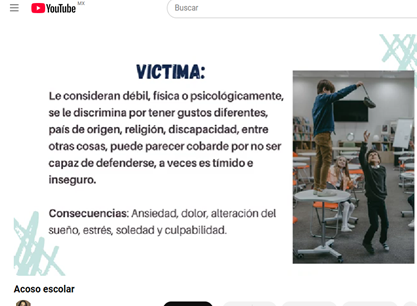 YouTube MX
Buscar
VICTIMA:
Le consideran débil, física o psicológicamente,
se le discrimina por tener gustos diferentes,
país de origen, religión, discapacidad, entre
otras cosas, puede parecer cobarde por no ser
capaz de defenderse, a veces es tímido e
inseguro.
Consecuencias: Ansiedad, dolor, alteración del
sueño, estrés, soledad y culpabilidad.
Acoso escolar